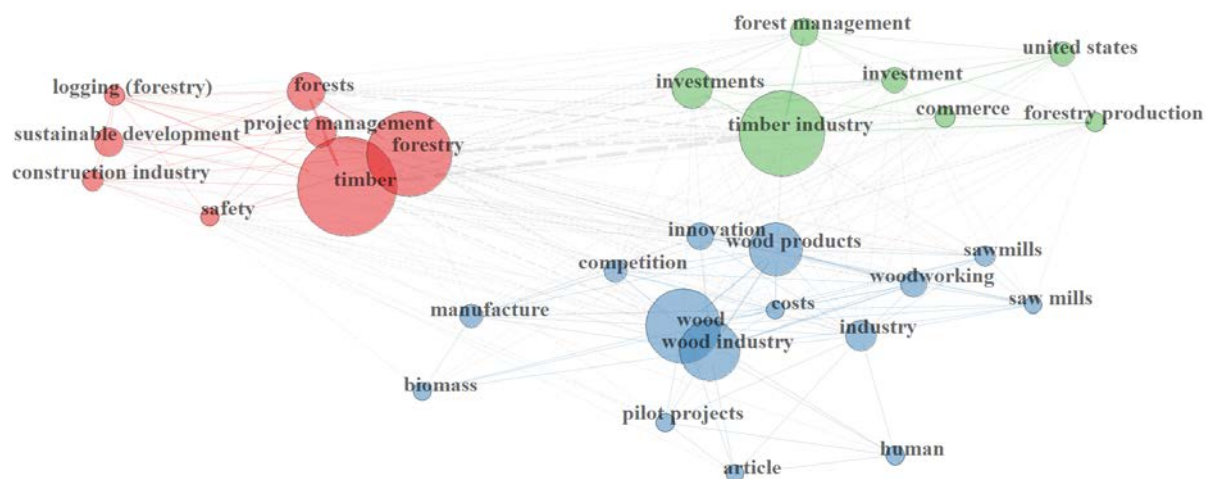 forest management
united states
logging (forestry)
forests
investments
investment
project management
commerce
forestry production
sustainable development
forestry
timber industry
construction industry
timber
safety
innovation
wood products
sawmills
competition
woodworking
manufacture
costs
saw mills
wood
industry
wood industry
biomass
pilot projects
human
article